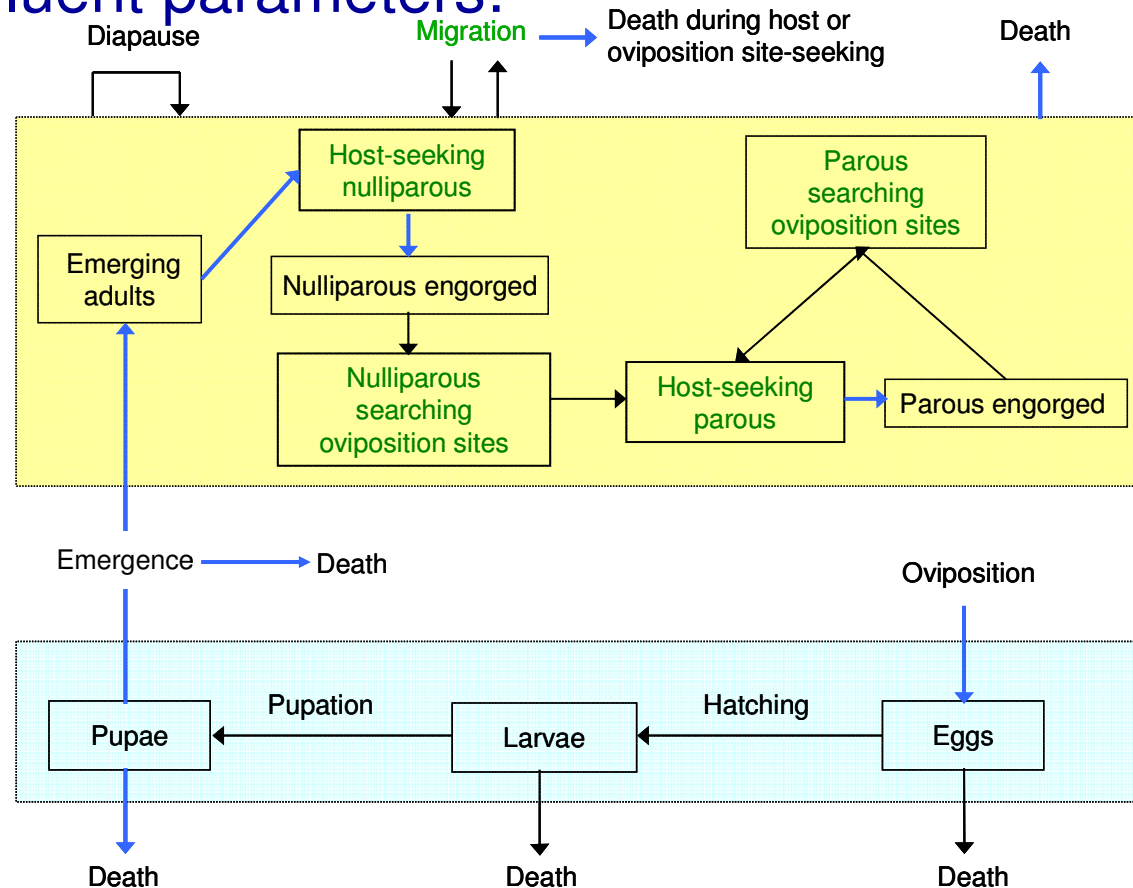 parameters:
Diapause
Migration
Death during host or
oviposition site-seeking
Death
Host-seeking
nulliparous
Parous
searching
oviposition sites
Emerging
adults
Nulliparous engorged
Nulliparous
searching
oviposition sites
Host-seeking
parous
Parous engorged
Emergence
Death
Oviposition
Pupation
Hatching
Pupae
Larvae
Eggs
Death
Death
Death